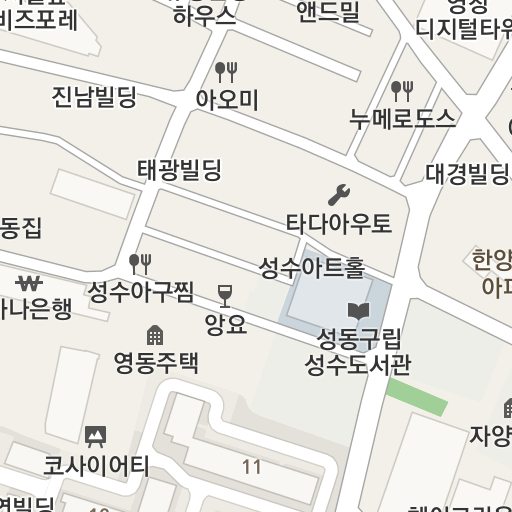 비즈포레
하우스
앤드밀
디지털타워
진남빌딩
아오미
누메로도스
태광빌딩
대경빌딩
타다아우토
동집
성수아트홀
한양
성수아구찜
하나은행
앙요
성동구립
성수도서관
영동주택
자양
코사이어티
11